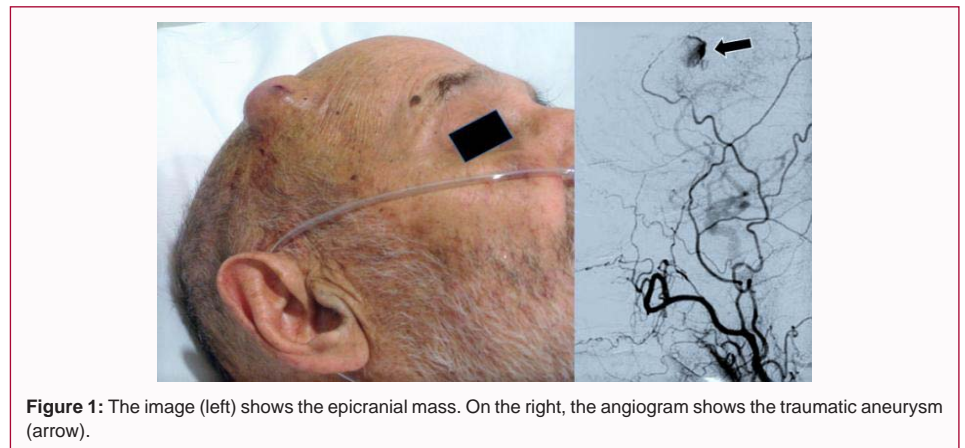 Figure 1: The image (left) shows the epicranial mass. On the right, the angiogram shows the traumatic aneurysm
(arrow).